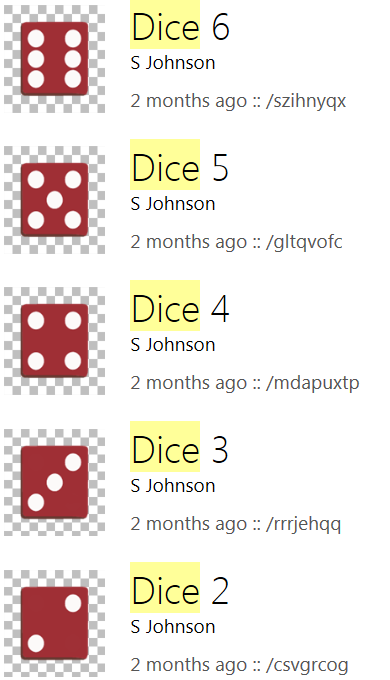 Dice 6
S Johnson
2 months ago :: /szihnyqx
Dice 5
S Johnson
2 months ago :: /gltqvofc
Dice 4
S Johnson
2 months ago :: /mdapuxtp
Dice 3
S Johnson
2 months ago :: /rrrjehqq
Dice 2
S Johnson
2 months ago :: /csvgrcog